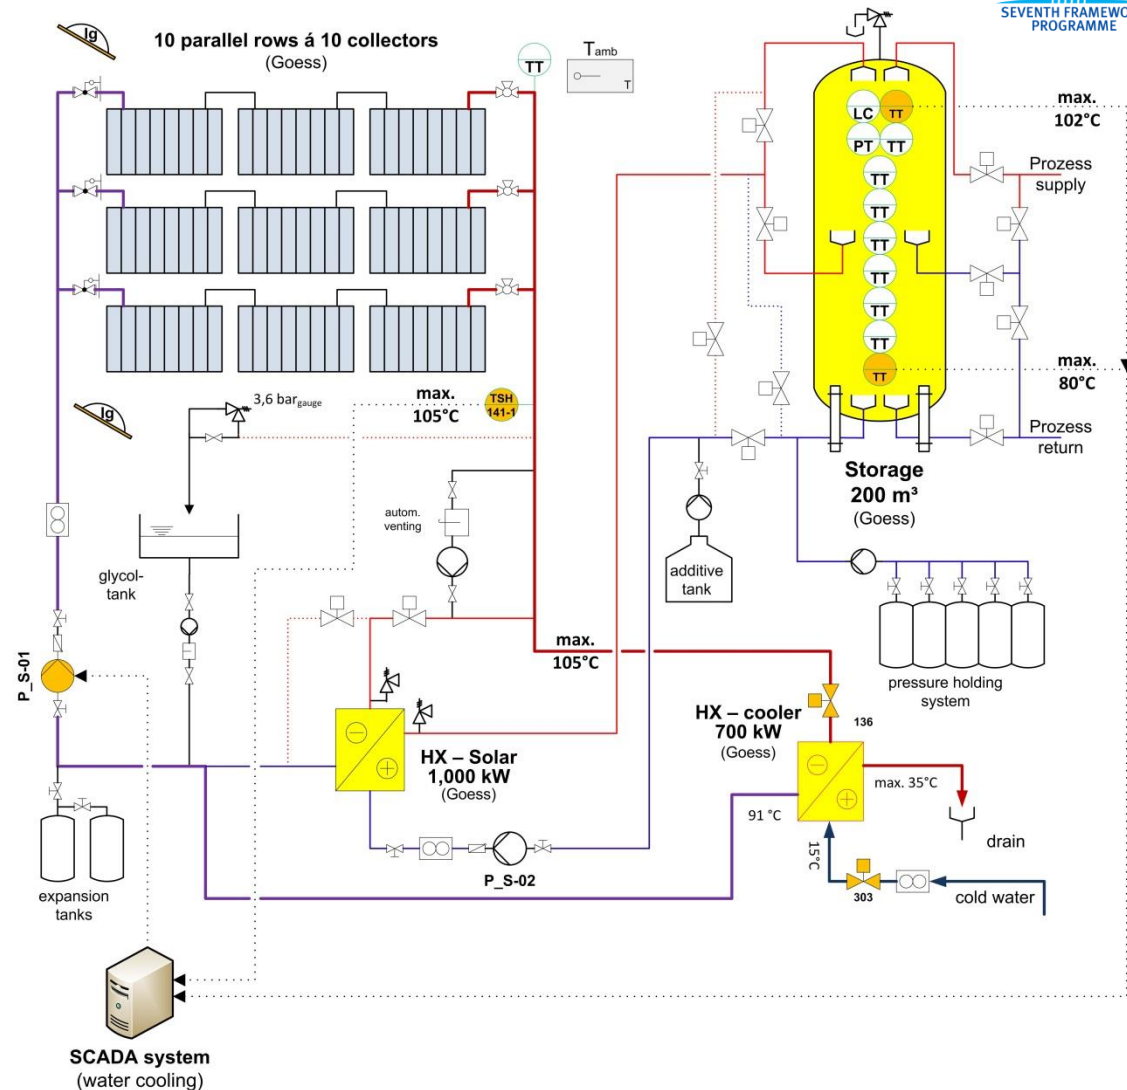 SEVENTH FRAMEWO
PROGRAMME
Ig
10 parallel rows á 10 collectors
(Goess)
TT
Tamb
T
max.
102°C
LC
TT
PT
TT
Prozess
supply
TT
TT
TT
TT
TT
TT
TT
max.
80°C
Ig
3,6 bar gauge
max.
105°C
TSH
141-1
Prozess
return
Storage
200 m³
(Goess)
autom.
venting
glycol-
tank
additive
tank
P_S-01
max.
105°C
pressure holding
system
HX – Solar
1,000 kW
(Goess)
HX – cooler
700 kW
(Goess)
136
max. 35°C
91 °C
drain
15°C
303
cold water
P_S-02
expansion
tanks
SCADA system
(water cooling)